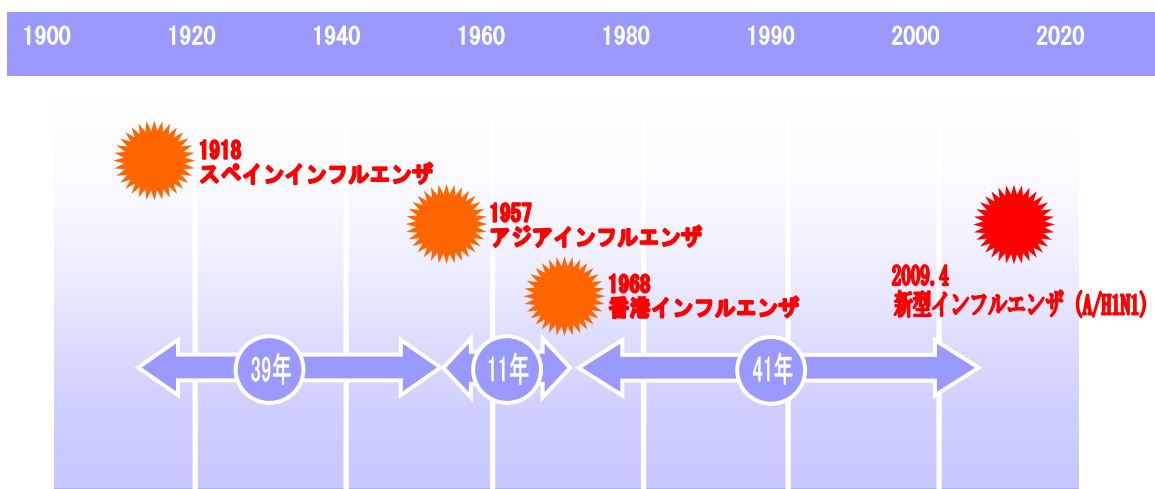 1900 1920 1940 1960 1980 1990 2000 2020
1918
スペインインフルエンザ
1957
アジアインフルエンザ
1968
香港インフルエンザ
2009.4
新型インフルエンザ (A/H1N1)
39年 11年 41年